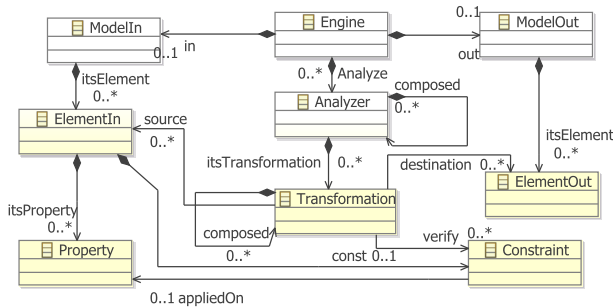 ModelIn
Engine
0..1
ModelOut
0..1
in
out
itsElement
0..*
0..*
Analyze
composed
0..*
ElementIn
source
0..*
Analyzer
itsElement
0..*
itsTransformation
0..*
destination
0..*
ElementOut
itsProperty
0..*
Transformation
composed
0..*
verify
0..*
const
0..1
Property
Constraint
0..1 appliedOn